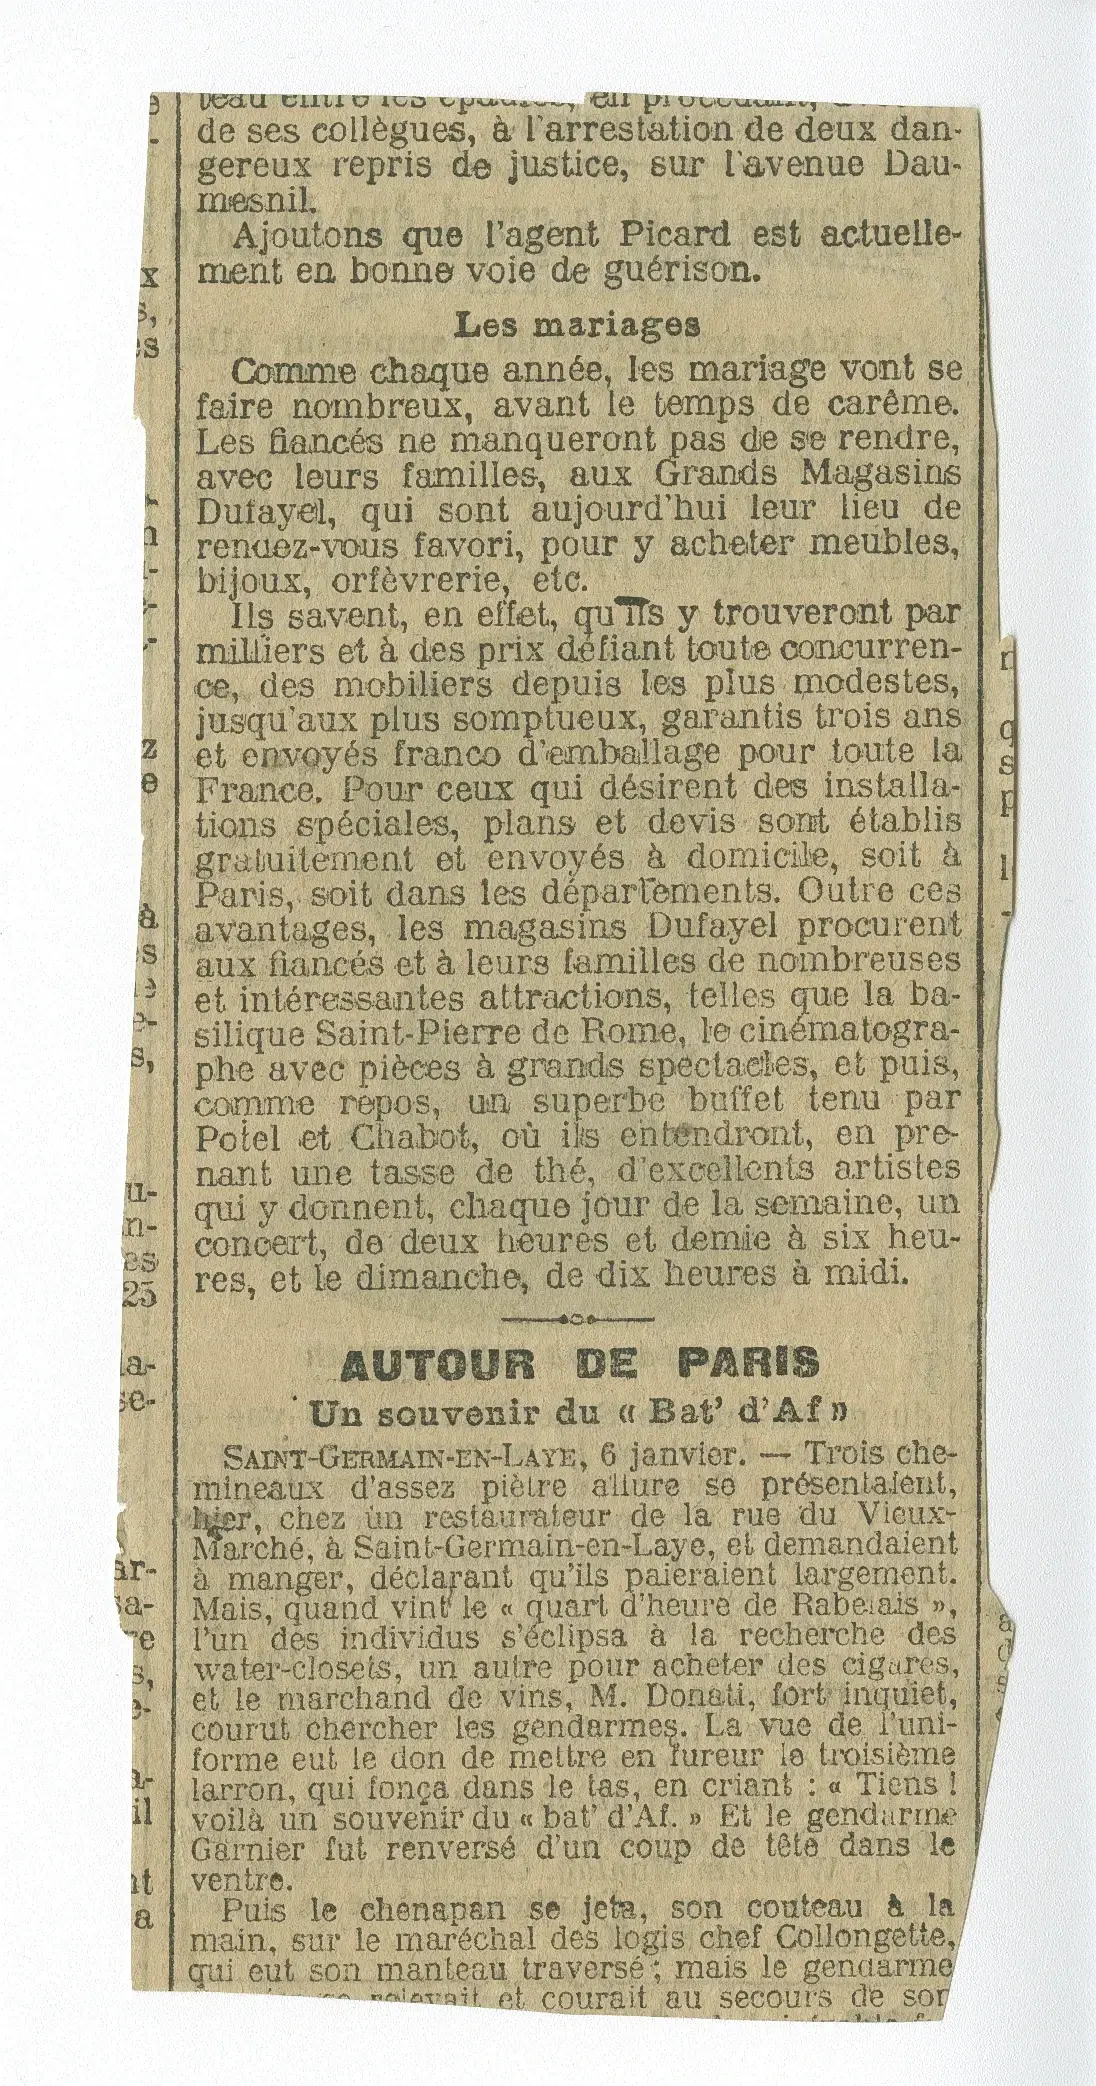 de ses collègues, à l'arrestation de deux dan-
gereux repris de justice, sur l'avenue Dau-
mesnil.
Ajoutons que l'agent Picard est actuelle-
ment en bonne voie de guérison.
Les mariages
Comme chaque année, les mariage vont se
faire nombreux, avant le temps de carême.
Les fiancés ne manqueront pas de se rendre,
avec leurs familles, aux Grands Magasins
Dufayel, qui sont aujourd'hui leur lieu de
rendez-vous favori, pour y acheter meubles,
bijoux, orfèvrerie, etc.
Ils savent, en effet, qu'ils y trouveront par
milliers et à des prix défiant toute concurren-
ce, des mobiliers depuis les plus modestes,
jusqu'aux plus somptueux, garantis trois ans
et envoyés franco d'emballage pour toute la
France. Pour ceux qui désirent des installa-
tions spéciales, plans et devis sont établis
gratuitement et envoyés à domicile, soit à
Paris, soit dans les départements. Outre ces
avantages, les magasins Dufayel procurent
aux fiancés et à leurs familles de nombreuses
et intéressantes attractions, telles que la ba-
silique Saint-Pierre de Rome, le cinématogra-
phe avec pièces à grands spectacles, et puis,
comme repos, un superbe buffet tenu par
Potel et Chabot, où ils entendront, en pre-
nant une tasse de thé, d'excellents artistes
qui y donnent, chaque jour de la semaine, un
concert, de deux heures et demie à six heu-
res, et le dimanche, de dix heures à midi.
AUTOUR DE PARIS
Un souvenir du « Bat' d'Af »
SAINT-GERMAIN-EN-LAYE, 6 janvier. — Trois che-
mineaux d'assez piètre allure se présentaient,
hier, chez un restaurateur de la rue du Vieux-
Marché, à Saint-Germain-en-Laye, et demandaient
à manger, déclarant qu'ils paieraient largement.
Mais, quand vint le « quart d'heure de Rabelais »,
l'un des individus s'éclipsa à la recherche des
water-closets, un autre pour acheter des cigares,
et le marchand de vins, M. Donati, fort inquiet,
courut chercher les gendarmes. La vue de l'uni-
forme eut le don de mettre en fureur le troisième
larron, qui fonça dans le tas, en criant : « Tiens !
voilà un souvenir du « bat' d'Af. » Et le gendarme
Garnier fut renversé d'un coup de tête dans le
ventre.
Puis le chenapan se jeta, son couteau à la
main, sur le maréchal des logis chef Collongette,
qui eut son manteau traversé ; mais le gendarme
relevait et courait au secours de son